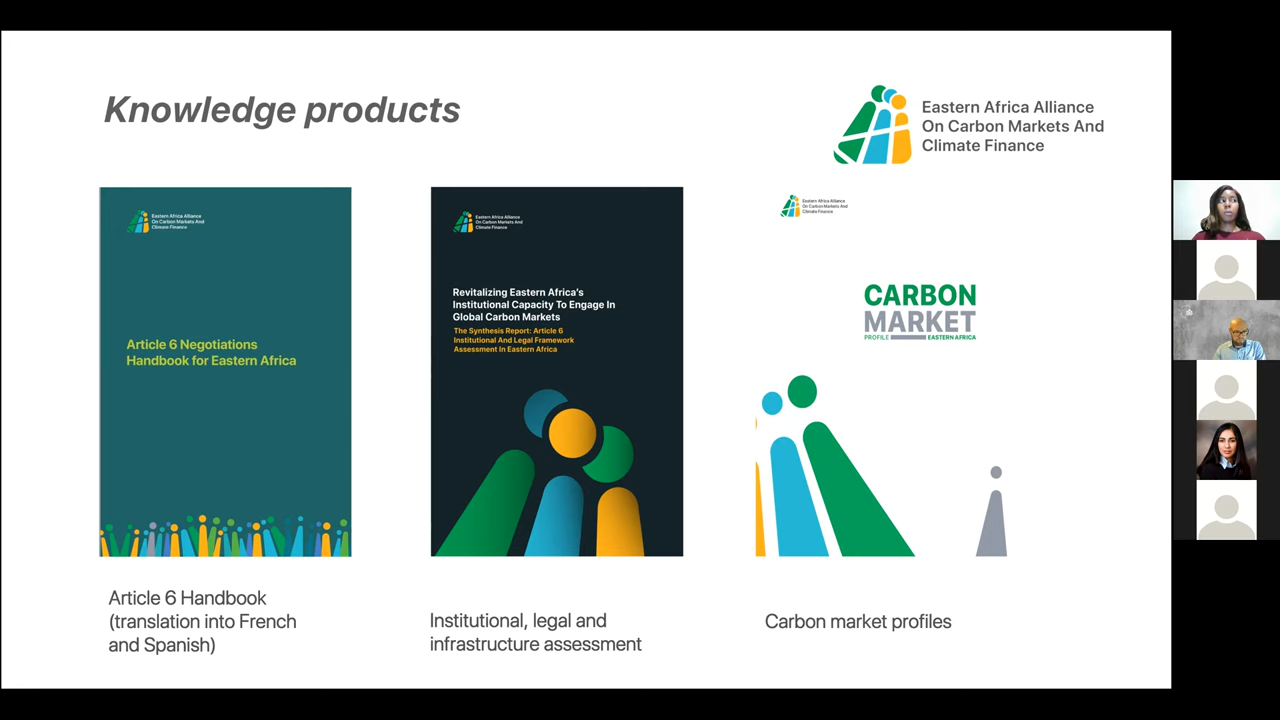 Knowledge products
Eastern Africa Alliance
On Carbon Markets And
Climate Finance
Eastern Africa Alliance
On Carbon Markets And
Climate Finance
Article 6 Negotiations
Handbook for Eastern Africa
Eastern Africa Alliance
On Carbon Markets And
Climate Finance
Revitalizing Eastern Africa's
Institutional Capacity To Engage In
Global Carbon Markets
The Synthesis Report: Article 6
Institutional And Legal Framework
Assessment In Eastern Africa
Eastern Africa Alliance
On Carbon Markets And
Climate Finance
CARBON
MARKET
PROFILE EASTERN AFRICA
Article 6 Handbook
(translation into French
and Spanish)
Institutional, legal and
infrastructure assessment
Carbon market profiles